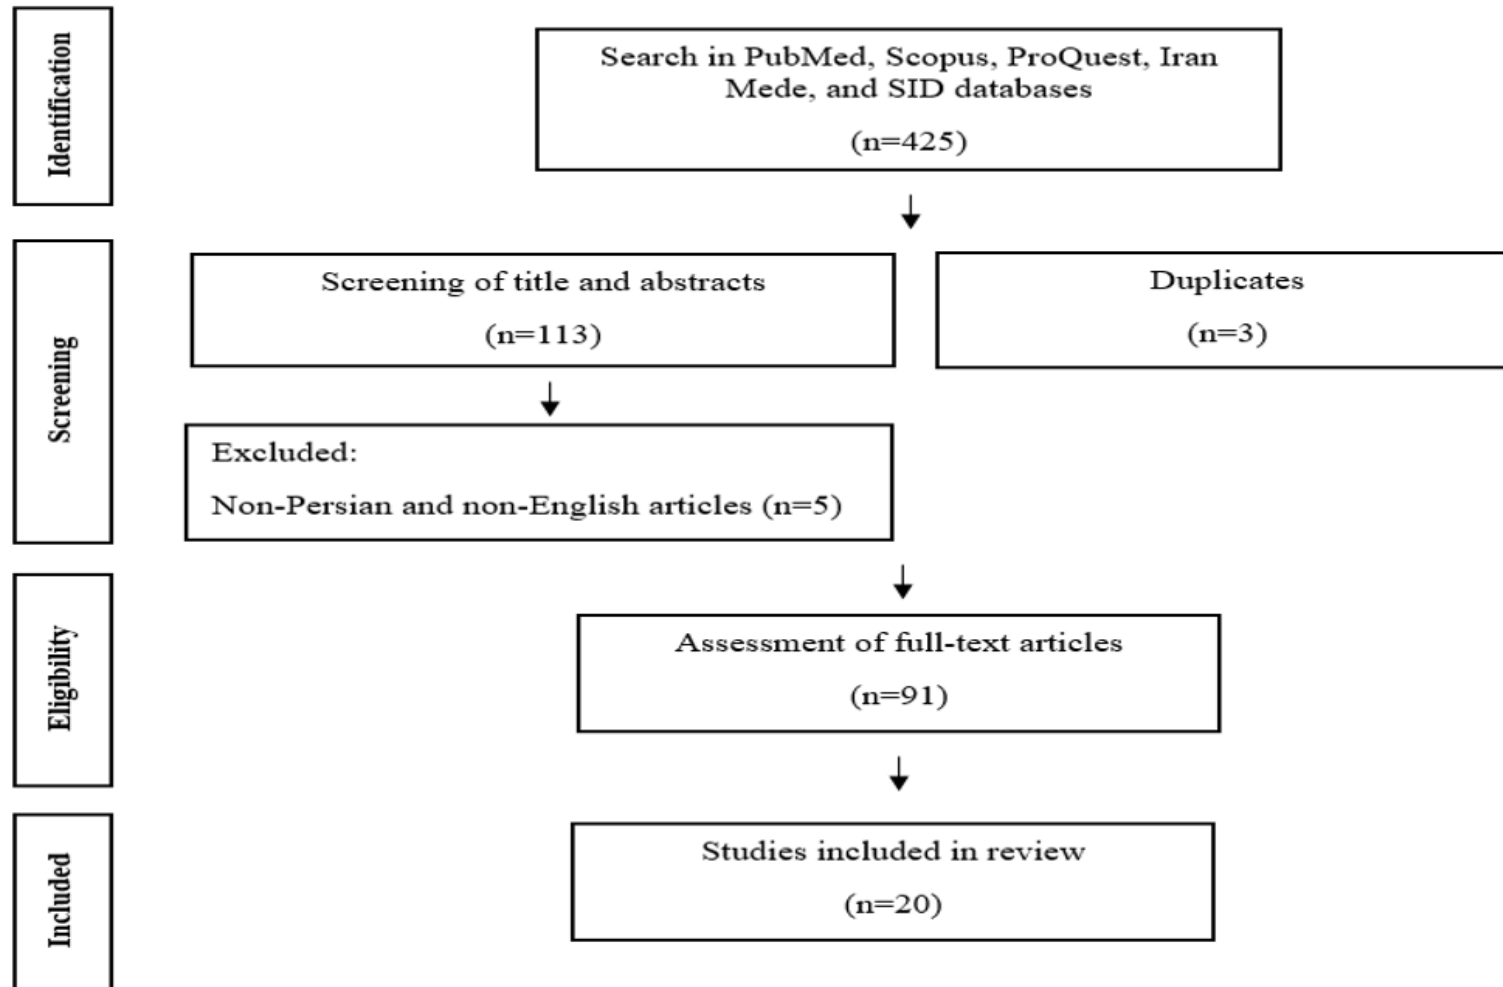 Identification
Search in PubMed, Scopus, ProQuest, Iran
Mede, and SID databases
(n=425)
Screening
Screening of title and abstracts
(n=113)
Duplicates
(n=3)
Excluded:
Non-Persian and non-English articles (n=5)
Eligibility
Assessment of full-text articles
(n=91)
Included
Studies included in review
(n=20)